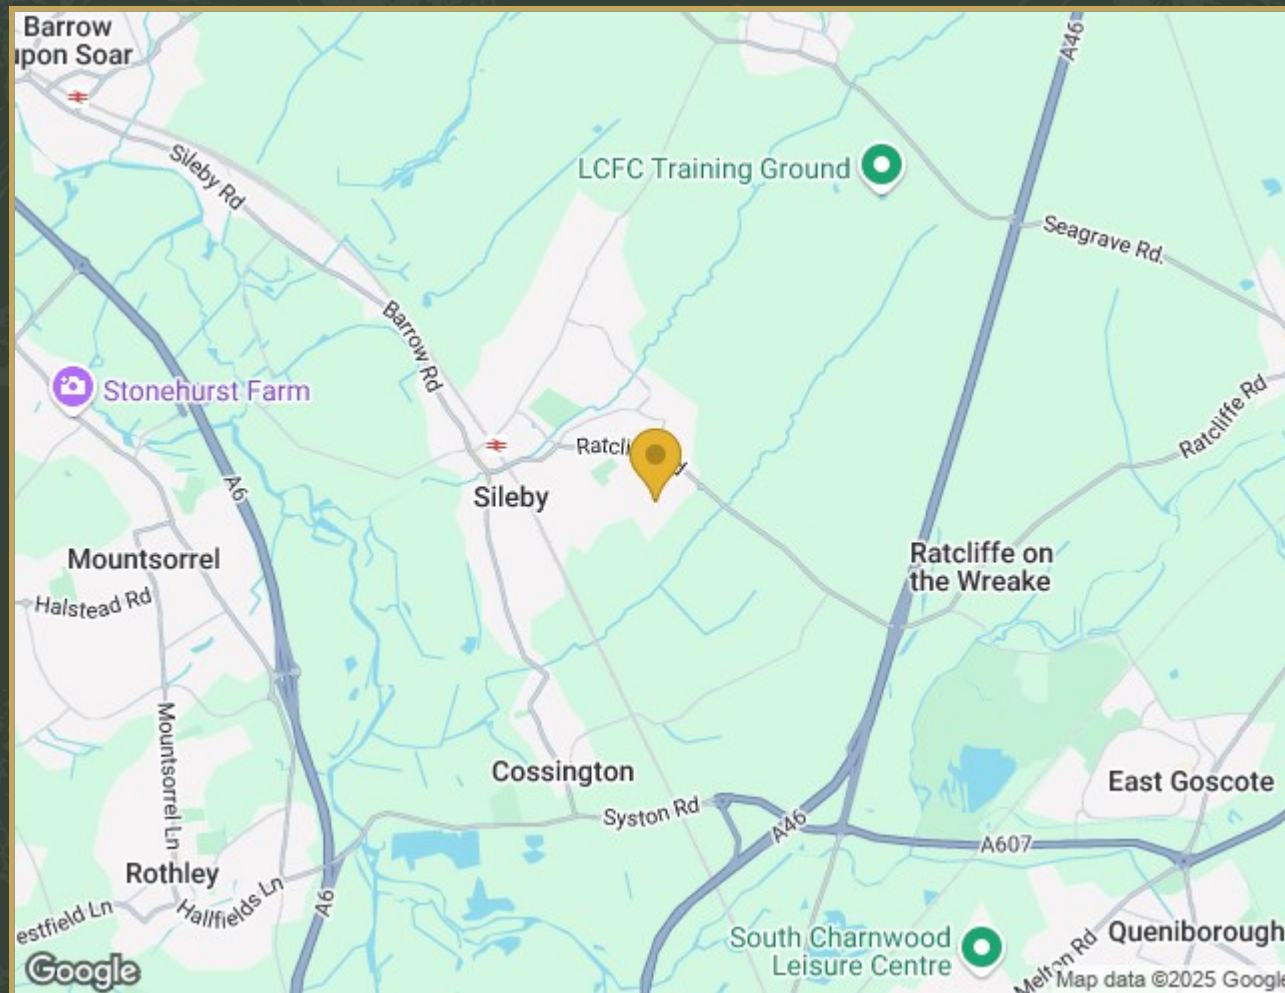 Barrow
upon Soar
A46
Sileby Rd
LCFC Training Ground
Seagrave Rd.
Barrow Rd
Stonehurst Farm
Ratcliffe Rd
A6
Sileby
Mountsorrel
Ratcliffe on
the Wreake
Halstead Rd
Mountsorrel Ln
Cossington
East Goscote
Syston Rd
A46
A607
Rothley
Hallfields Ln
A6
estfield Ln
South Charnwood
Leisure Centre
Queniborough
Melton Rd
Google
Map data ©2025 Google